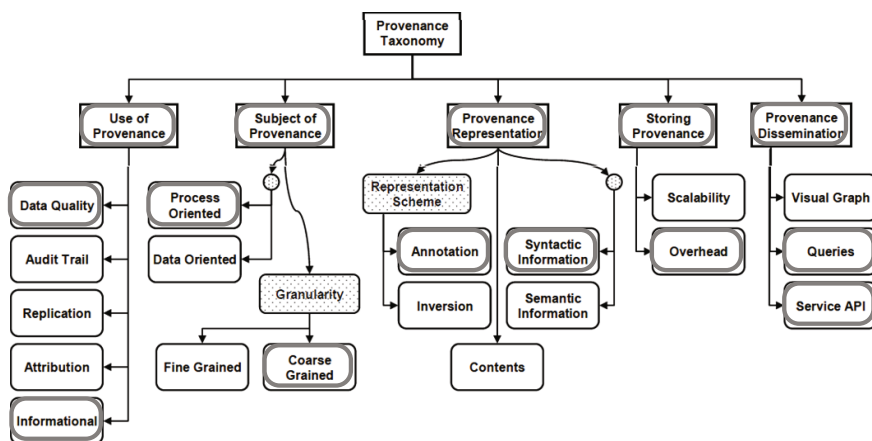 Provenance
Taxonomy
Use of
Provenance
Subject of
Provenance
Provenance
Representation
Storing
Provenance
Provenance
Dissemination
Data Quality
Audit Trail
Replication
Attribution
Informational
Process
Oriented
Data Oriented
Granularity
Fine Grained
Coarse
Grained
Representation
Scheme
Annotation
Inversion
Syntactic
Information
Semantic
Information
Contents
Scalability
Overhead
Visual Graph
Queries
Service API